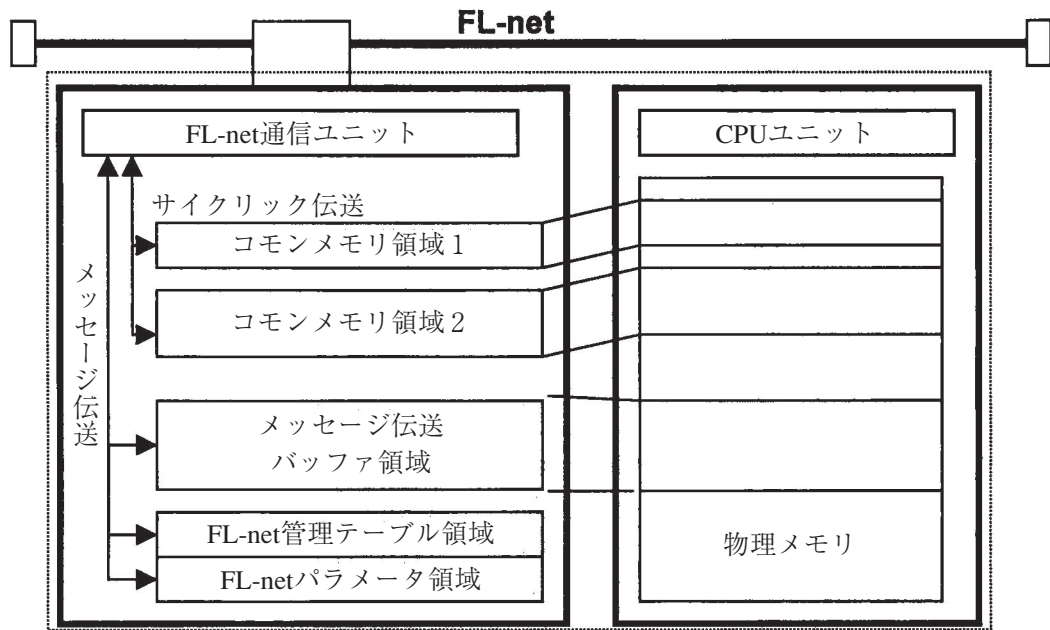 FL-net
FL-net通信ユニット
サイクリック伝送
コモンメモリ領域1
コモンメモリ領域2
メッセージ伝送
メッセージ伝送
バッファ領域
FL-net管理テーブル領域
FL-netパラメータ領域
CPUユニット
物理メモリ